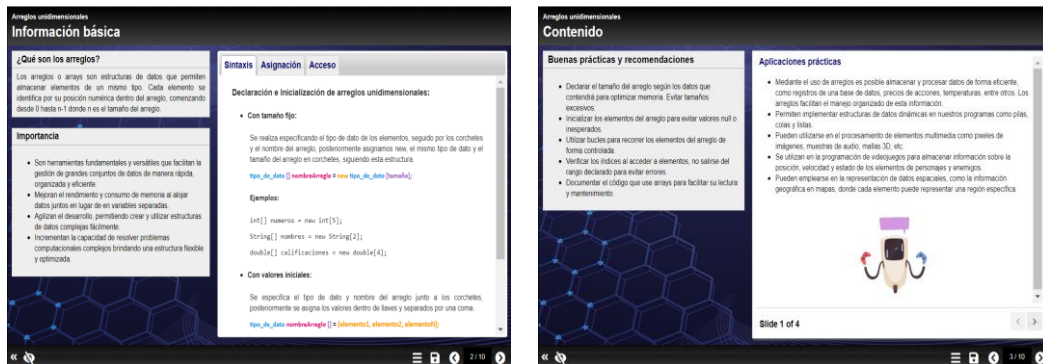 Arreglos unidimensionales
Información básica
¿Qué son los arreglos?
Los arreglos o arrays son estructuras de datos que permiten
almacenar elementos de un mismo tipo. Cada elemento se
identifica por su posición numérica dentro del arreglo, comenzando
desde 0 hasta n-1 donde n es el tamaño del arreglo.
Importancia
• Son herramientas fundamentales y versátiles que facilitan la
gestión de grandes conjuntos de datos de manera rápida,
organizada y eficiente.
• Mejoran el rendimiento y consumo de memoria al alojar
datos juntos en lugar de en variables separadas.
• Agilizan el desarrollo, permitiendo crear y utilizar estructuras
de datos complejas fácilmente.
• Incrementan la capacidad de resolver problemas
computacionales complejos brindando una estructura flexible
y optimizada.
Sintaxis Asignación Acceso
Declaración e Inicialización de arreglos unidimensionales:
• Con tamaño fijo:
Se realiza especificando el tipo de dato de los elementos, seguido por los corchetes
y el nombre del arreglo, posteriormente asignamos new, el mismo tipo de dato y el
tamaño del arreglo en corchetes, siguiendo esta estructura.
tipo_de_dato [] nombreArreglo = new tipo_de_dato [tamaño];
Ejemplos:
int[] numeros = new int[5];
String[] nombres = new String[2];
double[] calificaciones = new double[4];
• Con valores iniciales:
Se especifica el tipo de dato y nombre del arreglo junto a los corchetes,
posteriormente se asigna los valores dentro de llaves y separados por una coma.
tipo_de_dato nombreArreglo [] = {elemento1, elemento2, elementoN};
2/10
Arreglos unidimensionales
Contenido
Buenas prácticas y recomendaciones
• Declarar el tamaño del arreglo según los datos que
contendrá para optimizar memoria. Evitar tamaños
excesivos.
• Inicializar los elementos del arreglo para evitar valores null o
inesperados.
• Utilizar bucles para recorrer los elementos del arreglo de
forma controlada.
• Verificar los índices al acceder a elementos, no salirse del
rango declarado para evitar errores.
• Documentar el código que use arrays para facilitar su lectura
y mantenimiento.
Aplicaciones prácticas
• Mediante el uso de arreglos es posible almacenar y procesar datos de forma eficiente,
como registros de una base de datos, precios de acciones, temperaturas, entre otros. Los
arreglos facilitan el manejo organizado de esta información.
• Permiten implementar estructuras de datos dinámicas en nuestros programas como pilas,
colas y listas.
• Pueden utilizarse en el procesamiento de elementos multimedia como píxeles de
imágenes, muestras de audio, mallas 3D, etc.
• Se utilizan en la programación de videojuegos para almacenar información sobre la
posición, velocidad y estado de los elementos de personajes y enemigos.
• Pueden emplearse en la representación de datos espaciales, como la información
geográfica en mapas, donde cada elemento puede representar una región específica.
Slide 1 of 4
3/10